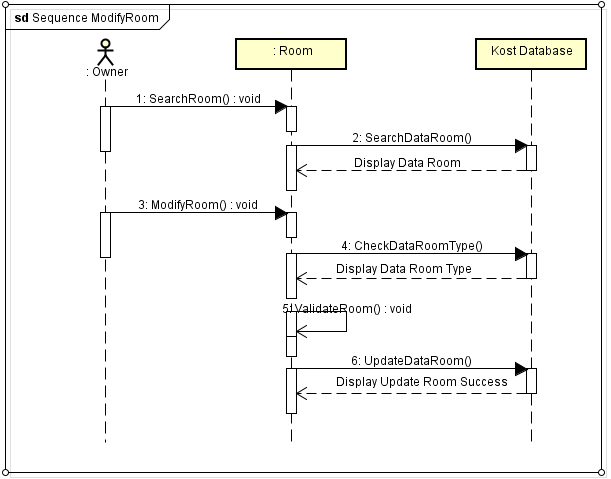 sd Sequence ModifyRoom
: Owner
: Room
Kost Database
1: SearchRoom() : void
2: SearchDataRoom()
Display Data Room
3: ModifyRoom() : void
4: CheckDataRoomType()
Display Data Room Type
5: ValidateRoom() : void
6: UpdateDataRoom()
Display Update Room Success